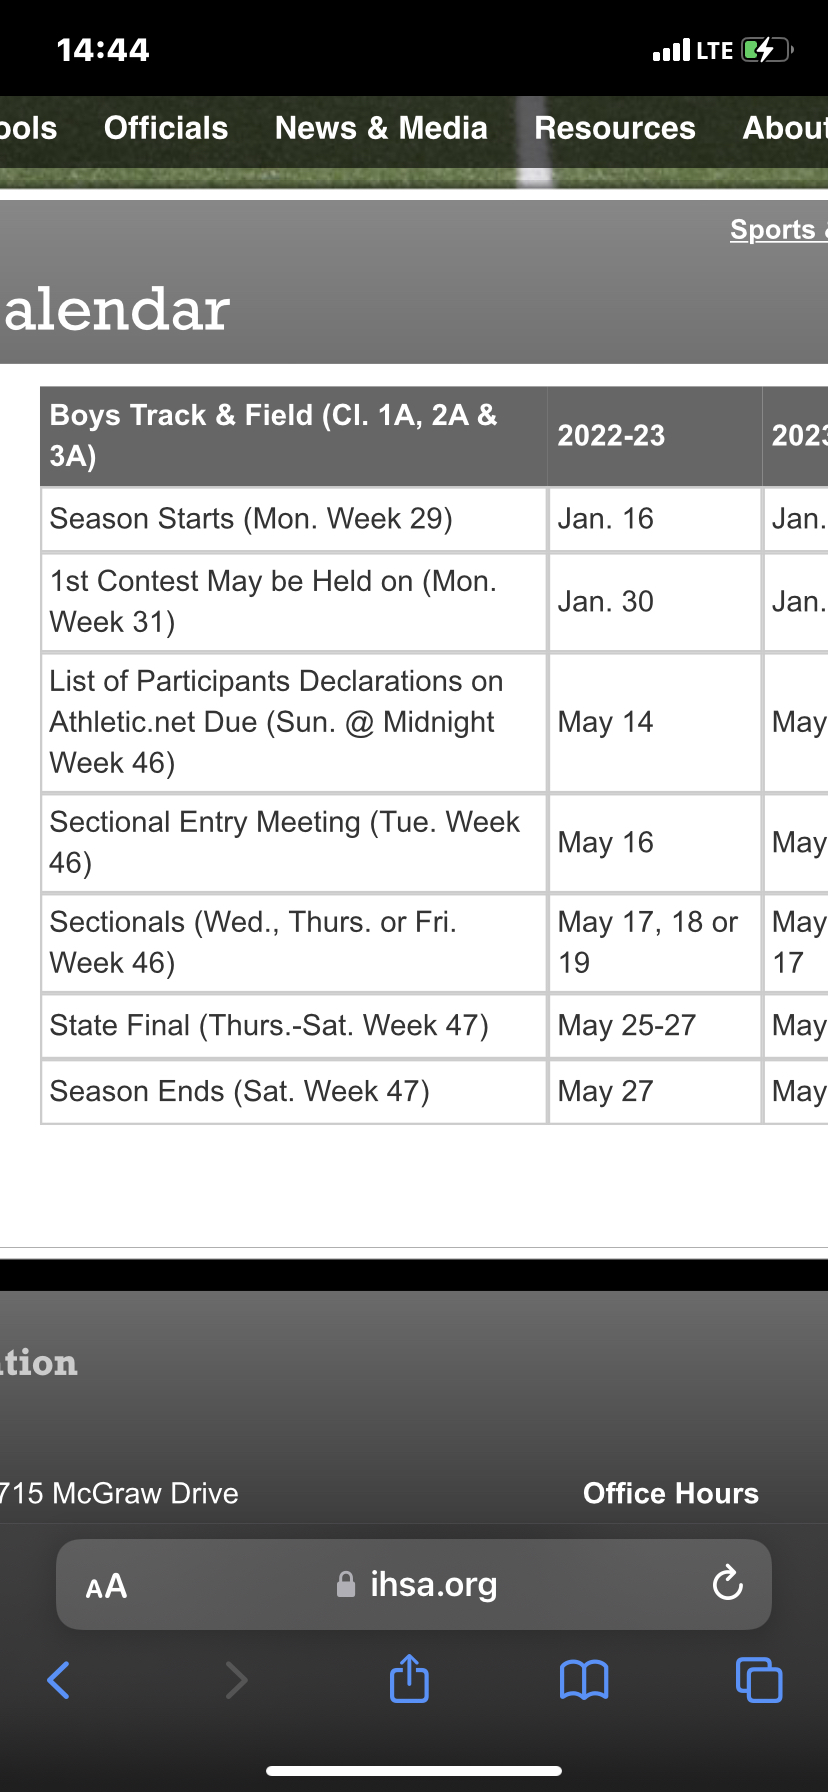 14:44
LTE
ools Officials News & Media Resources About
Sports &
alendar
Boys Track & Field (Cl. 1A, 2A &
3A)
2022-23
2023
Season Starts (Mon. Week 29)
Jan. 16
Jan.
1st Contest May be Held on (Mon.
Week 31)
Jan. 30
Jan.
List of Participants Declarations on
Athletic.net Due (Sun. @ Midnight
Week 46)
May 14
May
Sectional Entry Meeting (Tue. Week
46)
May 16
May
Sectionals (Wed., Thurs. or Fri.
Week 46)
May 17, 18 or
19
May
17
State Final (Thurs.-Sat. Week 47)
May 25-27
May
Season Ends (Sat. Week 47)
May 27
May
tion
715 McGraw Drive
Office Hours
AA
ihsa.org